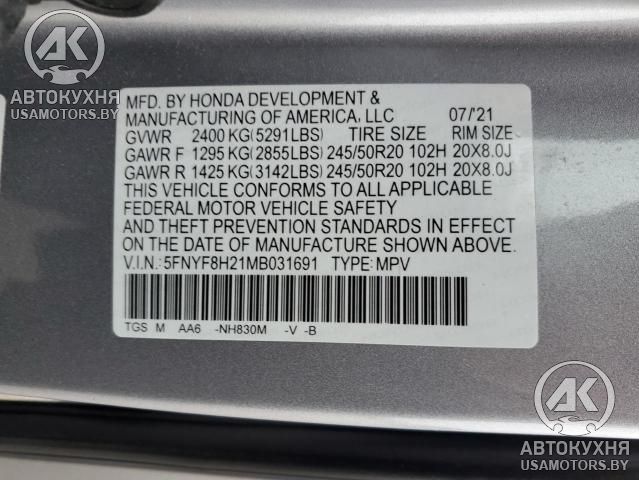 AK
АВТОКУХНЯ
USAMOTORS.BY
MFD. BY HONDA DEVELOPMENT &
MANUFACTURING OF AMERICA, LLC 07/'21
GVWR 2400 KG(5291LBS) TIRE SIZE RIM SIZE
GAWR F 1295 KG(2855LBS) 245/50R20 102H 20X8.0J
GAWR R 1425 KG(3142LBS) 245/50R20 102H 20X8.0J
THIS VEHICLE CONFORMS TO ALL APPLICABLE
FEDERAL MOTOR VEHICLE SAFETY
AND THEFT PREVENTION STANDARDS IN EFFECT
ON THE DATE OF MANUFACTURE SHOWN ABOVE.
V.I.N.: 5FNYF8H21MB031691 TYPE: MPV
TGS M AA6 -NH830M -V -B
AK
АВТОКУХНЯ
USAMOTORS.BY